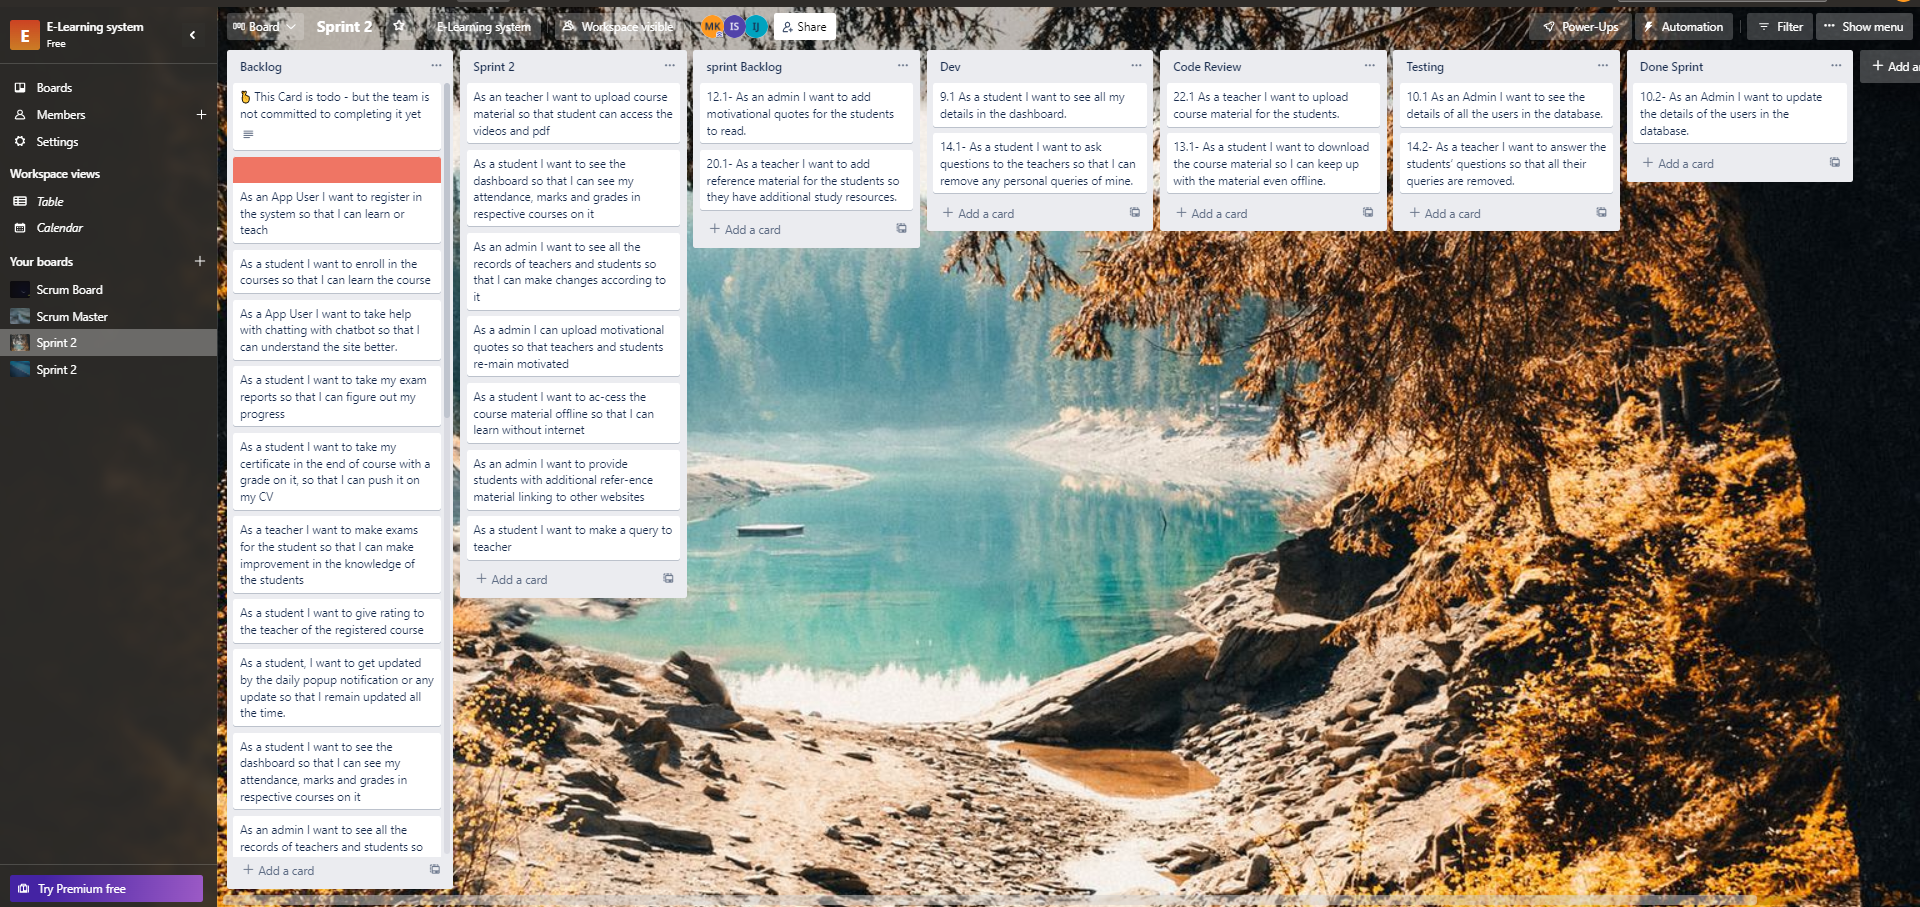 E
E-Learning system
Free
Boards
Members
Settings
Workspace views
Table
Calendar
Your boards
Scrum Board
Scrum Master
Sprint 2
Sprint 2
Try Premium free
Board
Sprint 2
E-Learning system
Workspace visible
MK
IS
IJ
Share
Power-Ups
Automation
Filter
Show menu
Backlog
This Card is todo - but the team is
not committed to completing it yet
As an App User I want to register in
the system so that I can learn or
teach
As a student I want to enroll in the
courses so that I can learn the course
As a App User I want to take help
with chatting with chatbot so that I
can understand the site better.
As a student I want to take my exam
reports so that I can figure out my
progress
As a student I want to take my
certificate in the end of course with a
grade on it, so that I can push it on
my CV
As a teacher I want to make exams
for the student so that I can make
improvement in the knowledge of
the students
As a student I want to give rating to
the teacher of the registered course
As a student, I want to get updated
by the daily popup notification or any
update so that I remain updated all
the time.
As a student I want to see the
dashboard so that I can see my
attendance, marks and grades in
respective courses on it
As an admin I want to see all the
records of teachers and students so
Add a card
Sprint 2
As an teacher I want to upload course
material so that student can access the
videos and pdf
As a student I want to see the
dashboard so that I can see my
attendance, marks and grades in
respective courses on it
As an admin I want to see all the
records of teachers and students so
that I can make changes according to
it
As a admin I can upload motivational
quotes so that teachers and students
re-main motivated
As a student I want to ac-cess the
course material offline so that I can
learn without internet
As an admin I want to provide
students with additional refer-ence
material linking to other websites
As a student I want to make a query to
teacher
Add a card
sprint Backlog
12.1- As an admin I want to add
motivational quotes for the students
to read.
20.1- As a teacher I want to add
reference material for the students so
they have additional study resources.
Add a card
Dev
9.1 As a student I want to see all my
details in the dashboard.
14.1- As a student I want to ask
questions to the teachers so that I can
remove any personal queries of mine.
Add a card
Code Review
22.1 As a teacher I want to upload
course material for the students.
13.1- As a student I want to download
the course material so I can keep up
with the material even offline.
Add a card
Testing
10.1 As an Admin I want to see the
details of all the users in the database.
14.2- As a teacher I want to answer the
students' questions so that all their
queries are removed.
Add a card
Done Sprint
10.2- As an Admin I want to update
the details of the users in the
database.
Add a card
Add a